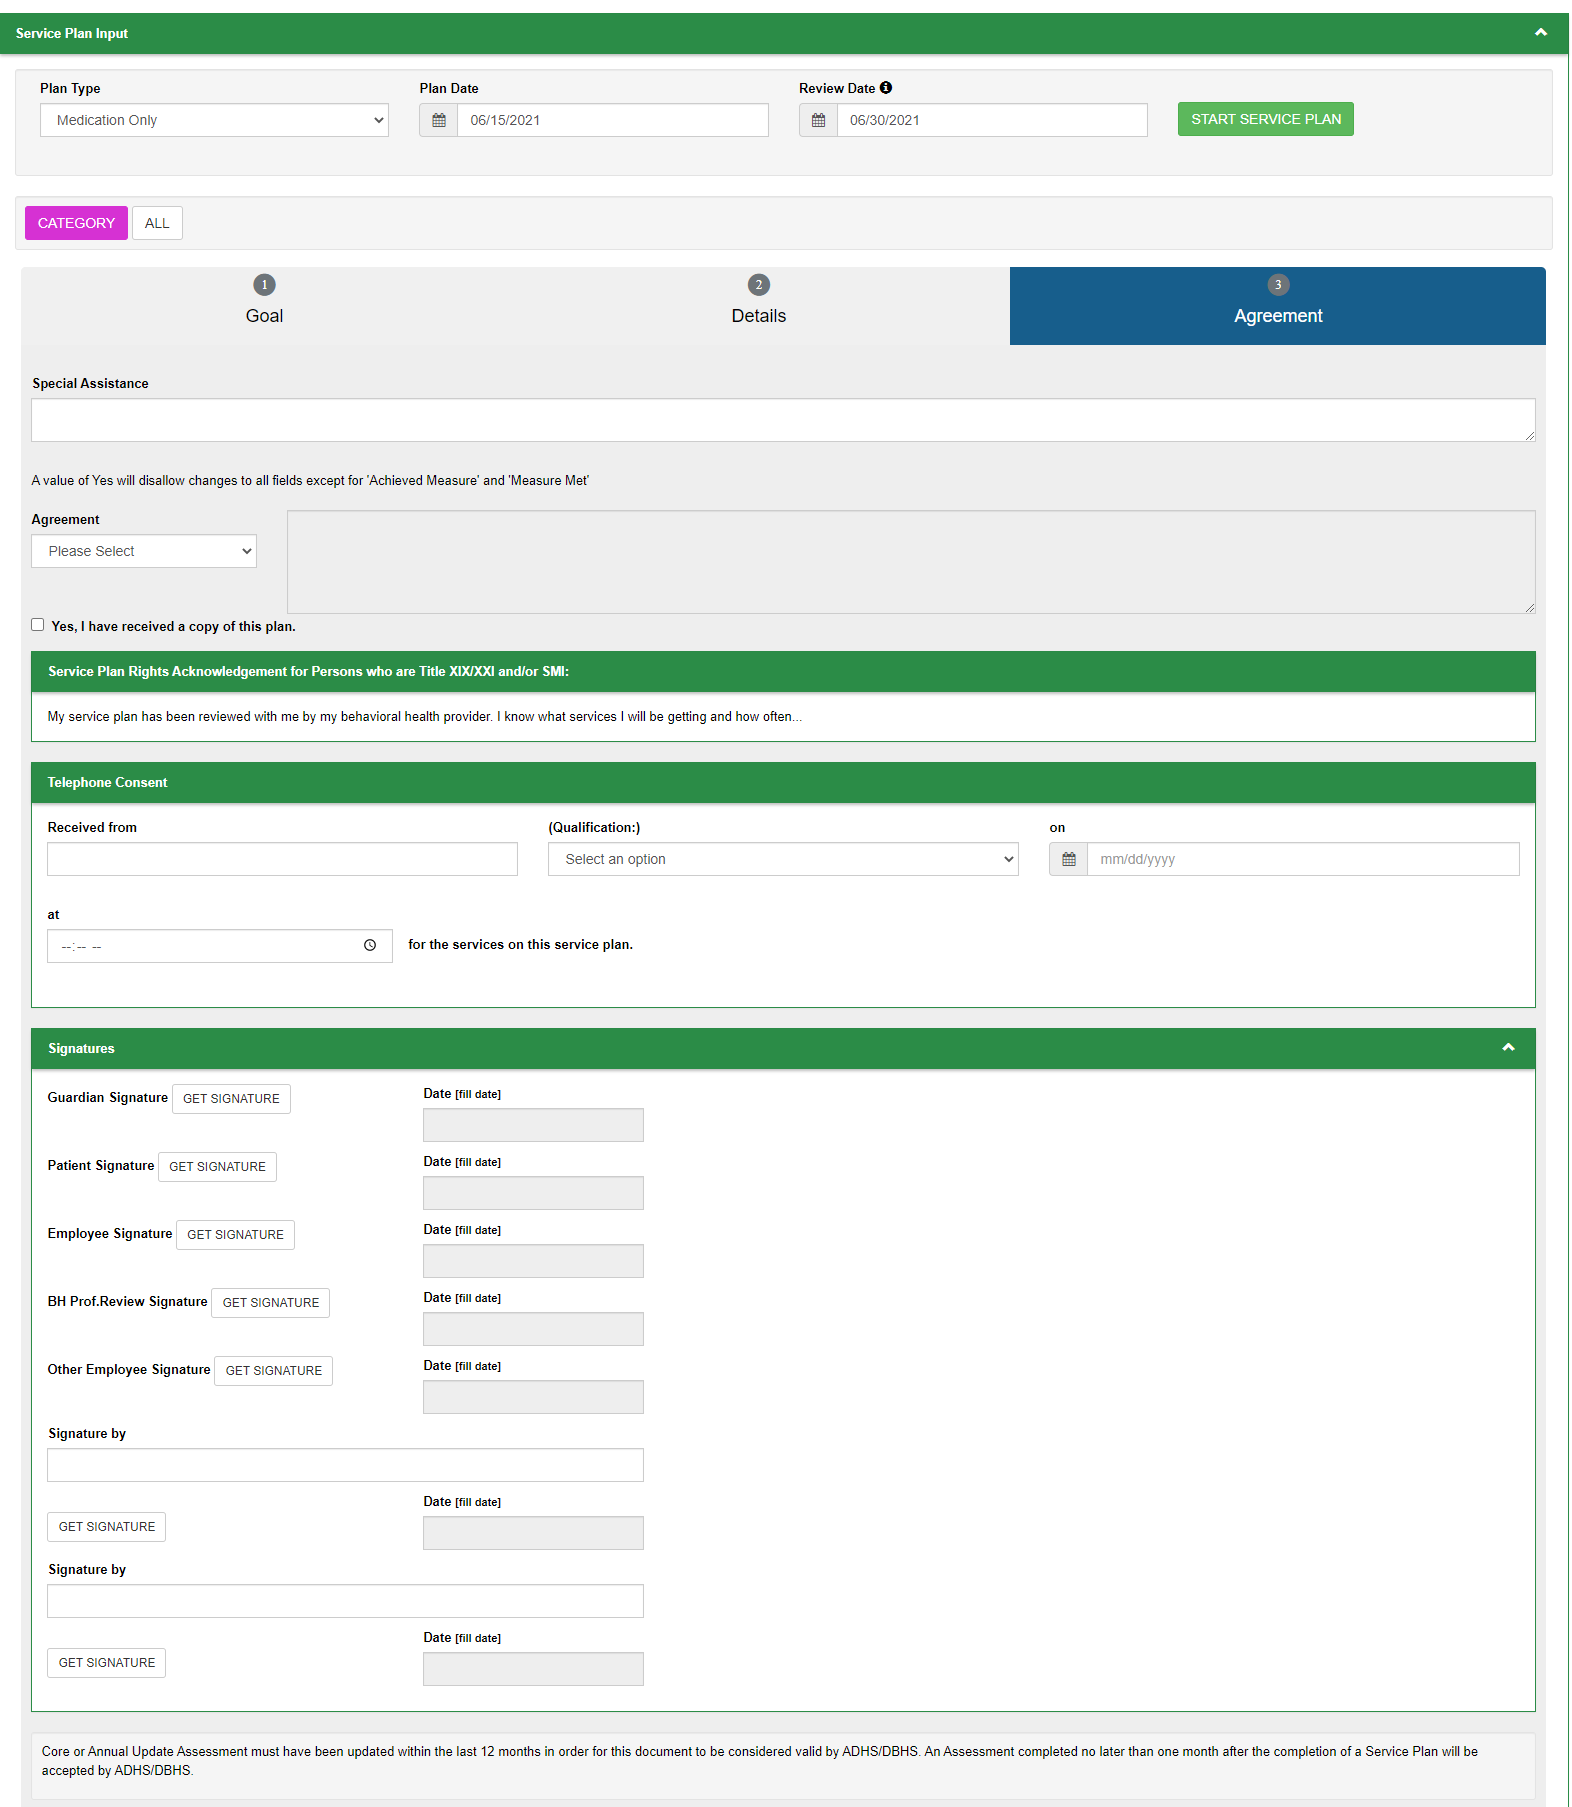 Service Plan Input
Plan Type
Plan Date
Review Date
Medication Only
06/15/2021
06/30/2021
START SERVICE PLAN
CATEGORY
ALL
1
Goal
2
Details
3
Agreement
Special Assistance
A value of Yes will disallow changes to all fields except for 'Achieved Measure' and 'Measure Met'
Agreement
Please Select
Yes, I have received a copy of this plan.
Service Plan Rights Acknowledgement for Persons who are Title XIX/XXI and/or SMI:
My service plan has been reviewed with me by my behavioral health provider. I know what services I will be getting and how often...
Telephone Consent
Received from
(Qualification:)
on
Select an option
mm/dd/yyyy
at
--:-- --
for the services on this service plan.
Signatures
Guardian Signature GET SIGNATURE
Date [fill date]
Patient Signature GET SIGNATURE
Date [fill date]
Employee Signature GET SIGNATURE
Date [fill date]
BH Prof.Review Signature GET SIGNATURE
Date [fill date]
Other Employee Signature GET SIGNATURE
Date [fill date]
Signature by
Date [fill date]
GET SIGNATURE
Signature by
Date [fill date]
GET SIGNATURE
Core or Annual Update Assessment must have been updated within the last 12 months in order for this document to be considered valid by ADHS/DBHS. An Assessment completed no later than one month after the completion of a Service Plan will be
accepted by ADHS/DBHS.